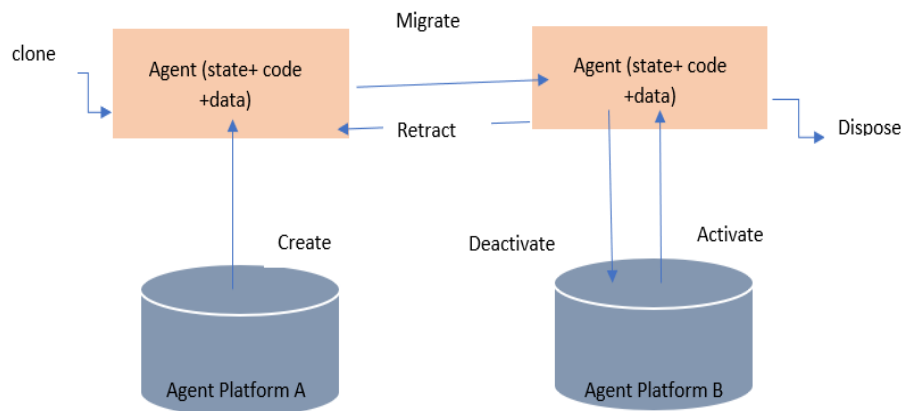 Migrate
clone
Agent (state+ code
+data)
Agent (state+ code
+data)
Retract
Dispose
Create
Deactivate
Activate
Agent Platform A
Agent Platform B